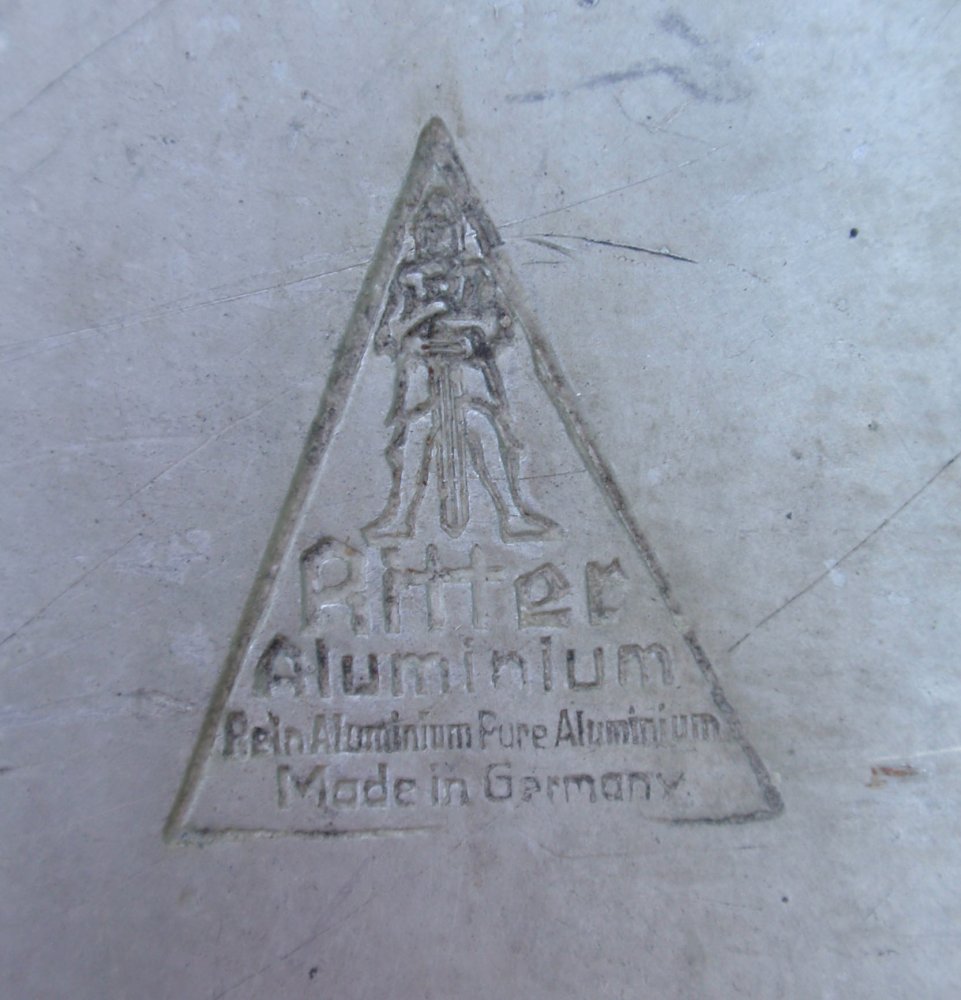 Ritter
Aluminium
Rein Aluminium Pure Aluminium
Made in Germany